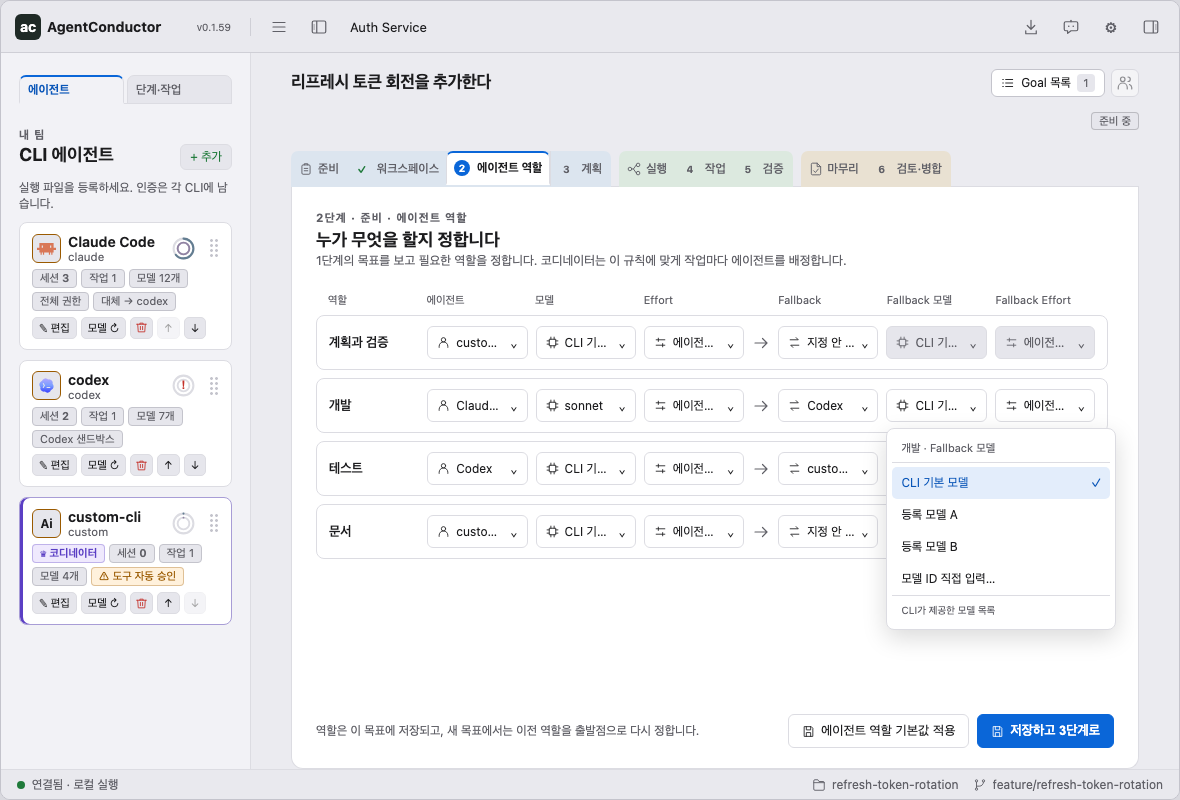 ac AgentConductor v0.1.59 Auth Service
에이전트 단계·작업
내 팀
CLI 에이전트
+ 추가
실행 파일을 등록하세요. 인증은 각 CLI에 남
습니다.
Claude Code
claude
세션 3 작업 1 모델 12개
전체 권한 대체 → codex
편집 모델
codex
codex
세션 2 작업 1 모델 7개
Codex 샌드박스
편집 모델
Ai custom-cli
custom
코디네이터 세션 0 작업 1
모델 4개 도구 자동 승인
편집 모델
리프레시 토큰 회전을 추가한다
Goal 목록 1
준비 중
준비 워크스페이스 2 에이전트 역할 3 계획 실행 4 작업 5 검증 마무리 6 검토·병합
2단계 · 준비 · 에이전트 역할
누가 무엇을 할지 정합니다
1단계의 목표를 보고 필요한 역할을 정합니다. 코디네이터는 이 규칙에 맞게 작업마다 에이전트를 배정합니다.
역할 에이전트 모델 Effort Fallback Fallback 모델 Fallback Effort
계획과 검증 custo... CLI 기... 에이전... → 지정 안 ... CLI 기... 에이전...
개발 Claud... sonnet 에이전... → Codex CLI 기... 에이전...
테스트 Codex CLI 기... 에이전... → custo...
문서 custo... CLI 기... 에이전... → 지정 안 ...
개발 · Fallback 모델
CLI 기본 모델
등록 모델 A
등록 모델 B
모델 ID 직접 입력...
CLI가 제공한 모델 목록
역할은 이 목표에 저장되고, 새 목표에서는 이전 역할을 출발점으로 다시 정합니다.
에이전트 역할 기본값 적용
저장하고 3단계로
연결됨 · 로컬 실행
refresh-token-rotation feature/refresh-token-rotation